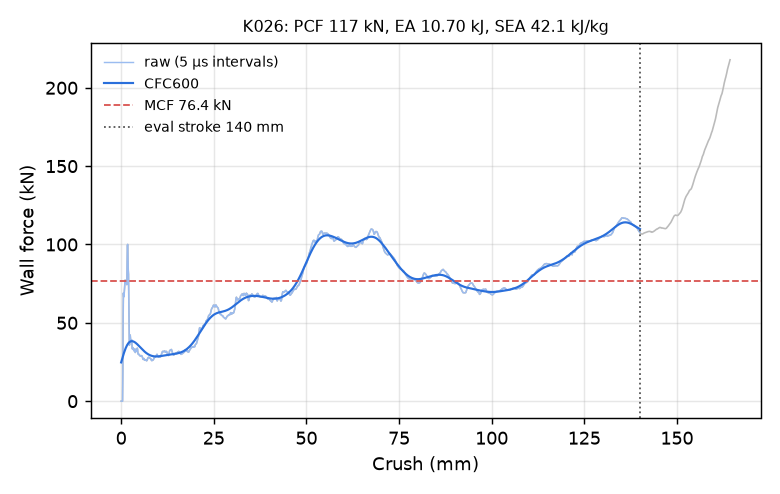 K026: PCF 117 kN, EA 10.70 kJ, SEA 42.1 kJ/kg
raw (5 µs intervals)
CFC600
MCF 76.4 kN
eval stroke 140 mm
Wall force (kN)
200
150
100
50
0
0 25 50 75 100 125 150
Crush (mm)